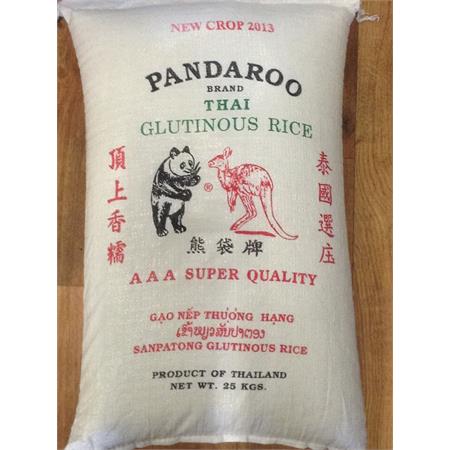 NEW CROP 2013
PANDAROO
BRAND
THAI
GLUTINOUS RICE
頂上香糯
泰國選庄
®
熊袋牌
AAA SUPER QUALITY
GẠO NẾP THƯỢNG HẠNG
ເຂົ້າໜຽວສັນປາຕອງ
SANPATONG GLUTINOUS RICE
PRODUCT OF THAILAND
NET WT. 25 KGS.